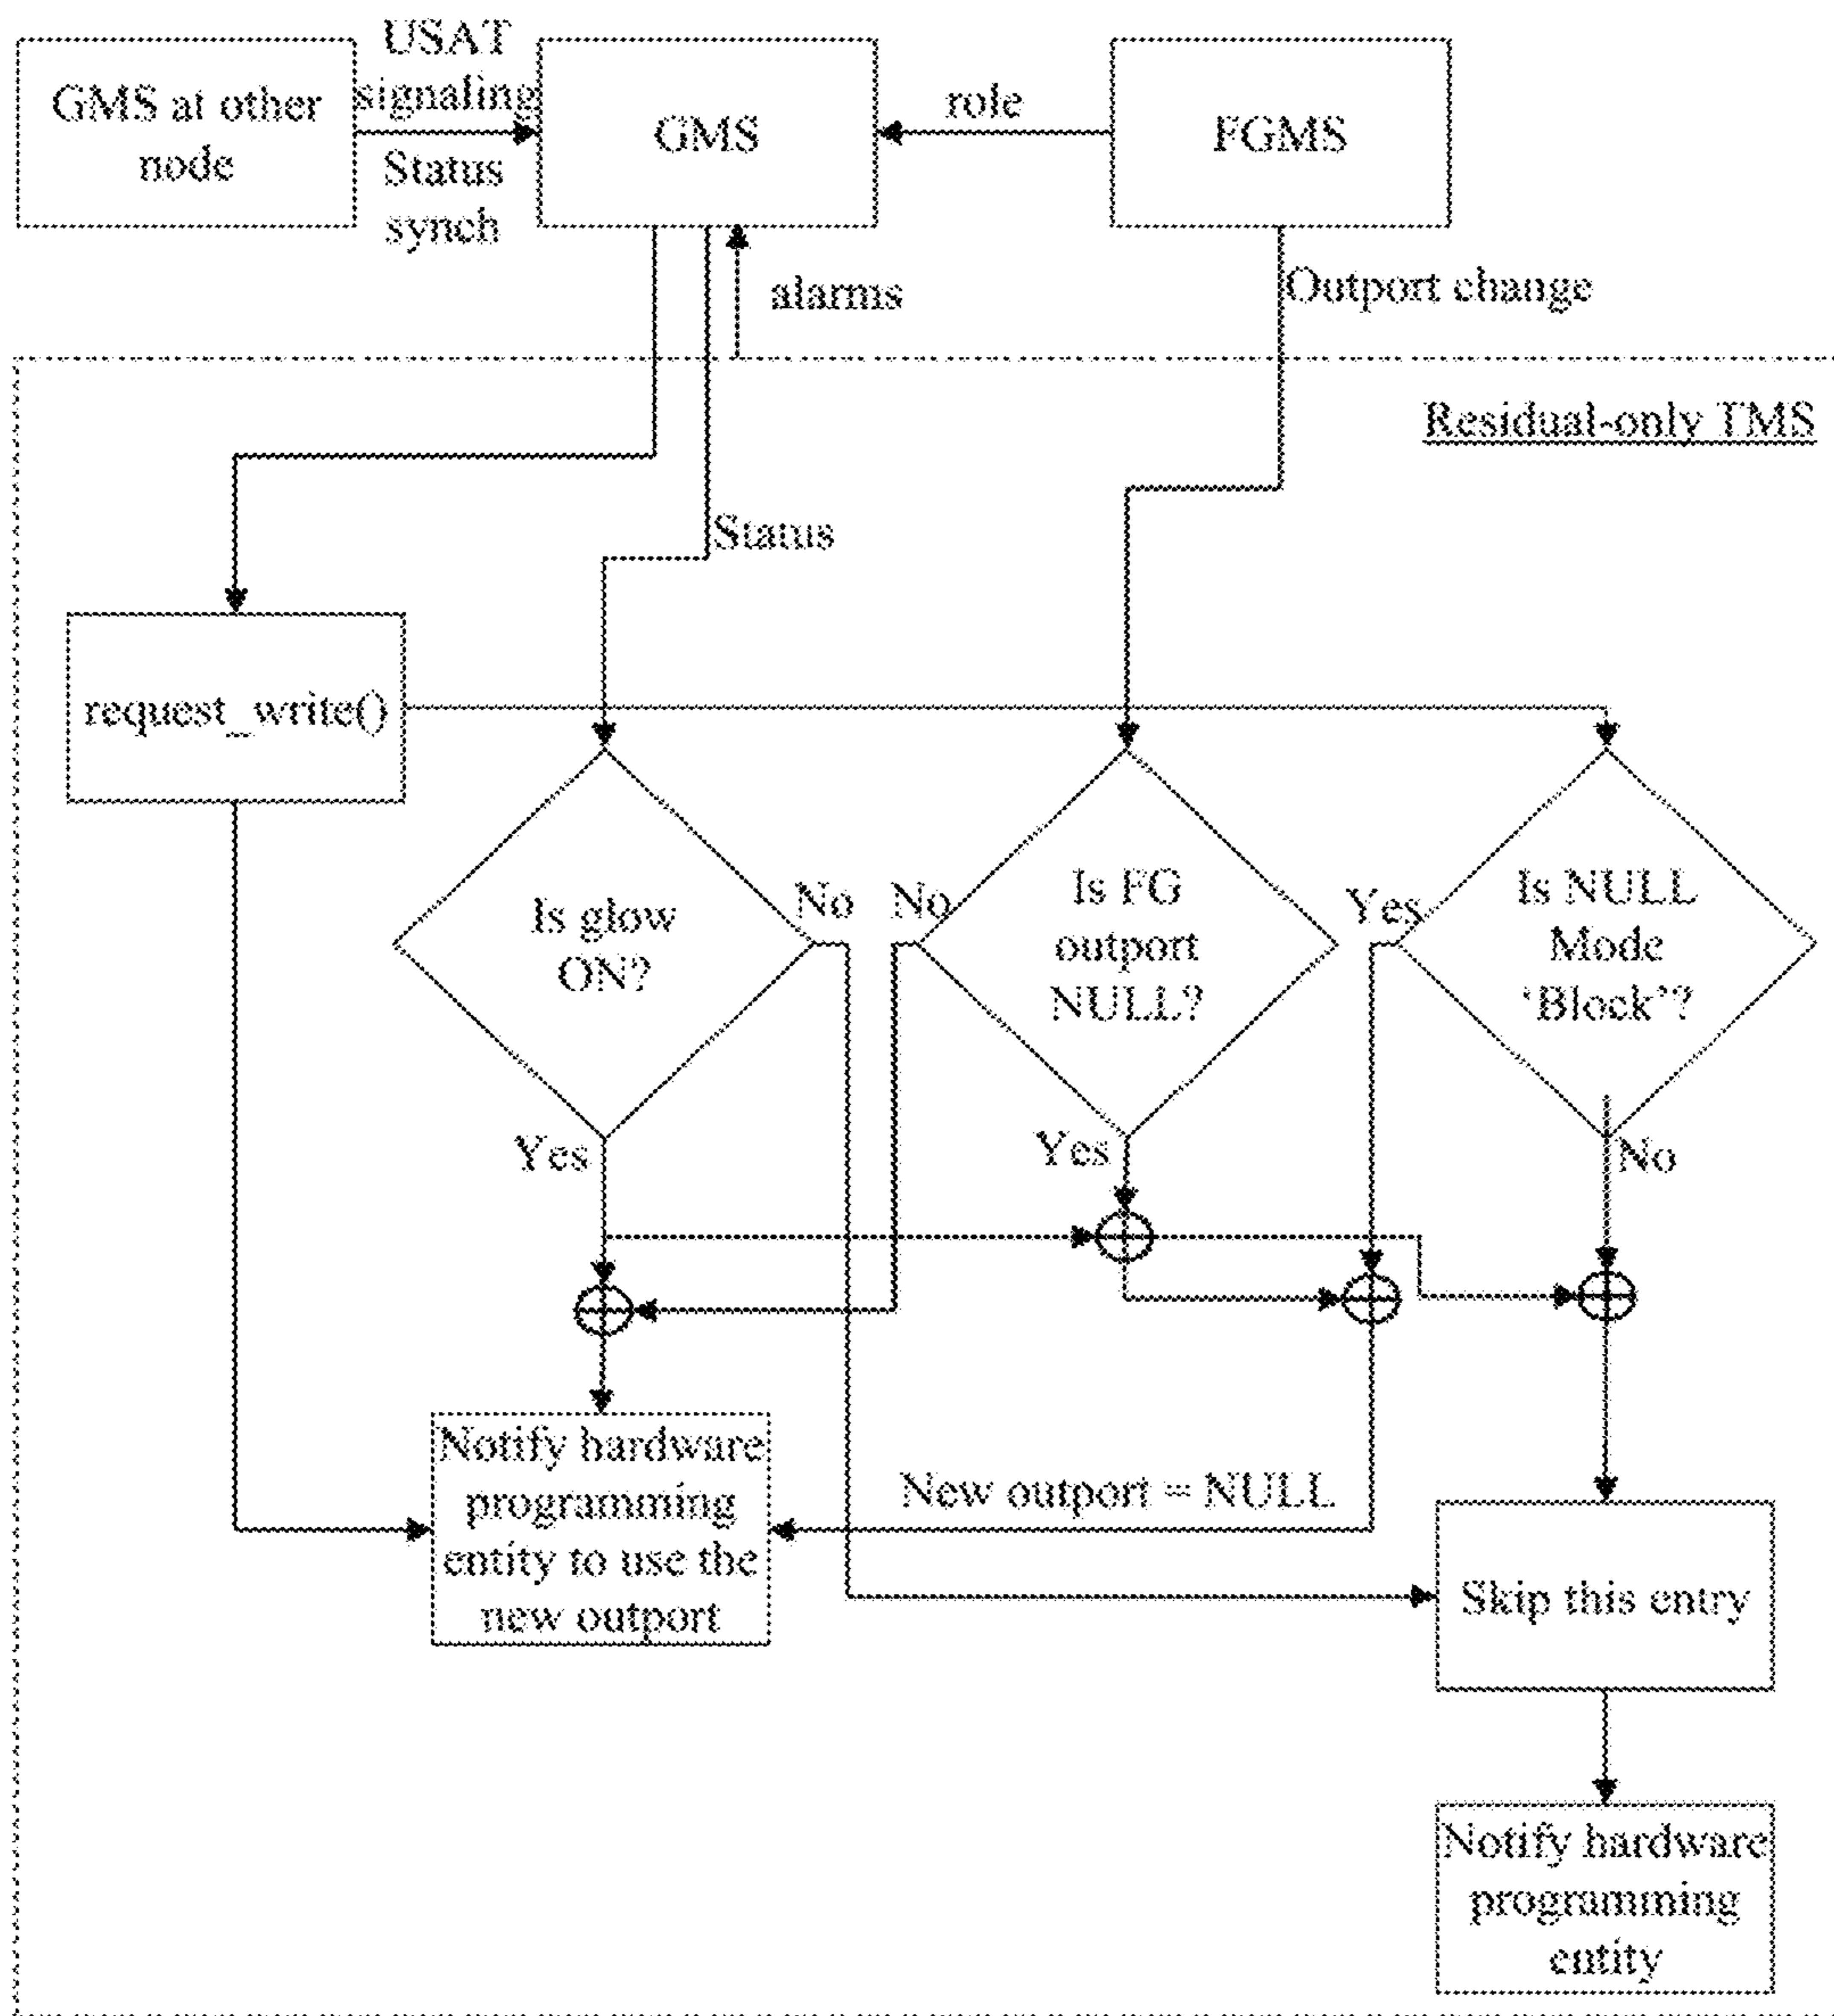 USAT
signaling
GMS at other
node
Status
synch
GMS
role
FGMS
alarms
Outport change
Residual-only TMS
Status
request_write()
Is glow
ON?
No
No
Is FG
outport
NULL?
Yes
Is NULL
Mode
‘Block’?
Yes
Yes
No
Notify hardware
programming
entity to use the
new outport
New outport = NULL
Skip this entry
Notify hardware
programming
entity